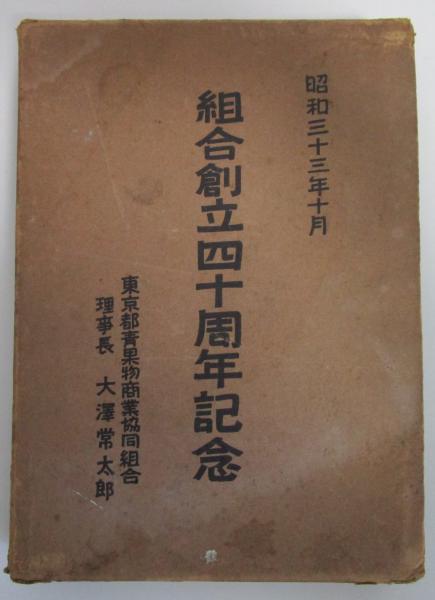 昭和三十三年十月
組合創立四十周年記念
東京都青果物商業協同組合
理事長 大澤常太郎